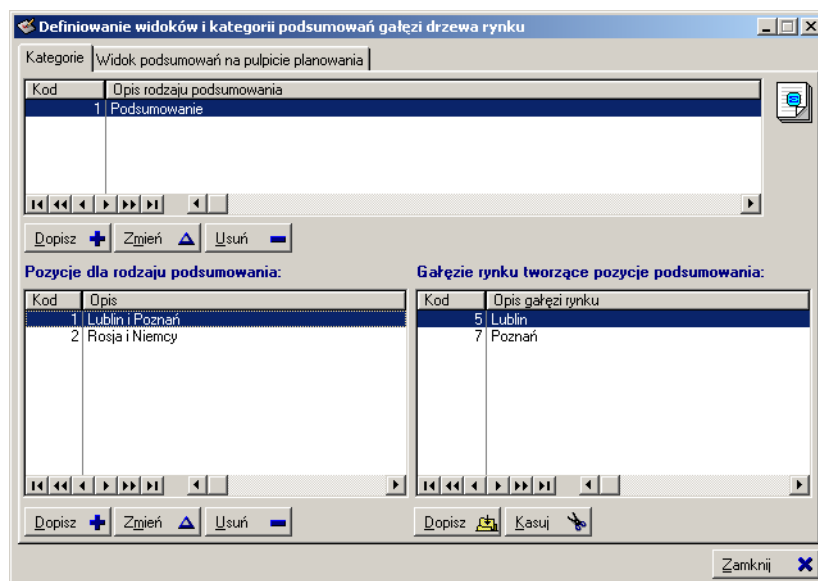 Definiowanie widoków i kategorii podsumowań gałęzi drzewa rynku
Kategorie Widok podsumowań na pulpicie planowania
Kod Opis rodzaju podsumowania
1 Podsumowanie
Dopisz Zmień Usuń
Pozycje dla rodzaju podsumowania: Gałęzie rynku tworzące pozycje podsumowania:
Kod Opis Kod Opis gałęzi rynku
1 Lublin i Poznań 5 Lublin
2 Rosja i Niemcy 7 Poznań
Dopisz Zmień Usuń Dopisz Kasuj
Zamknij